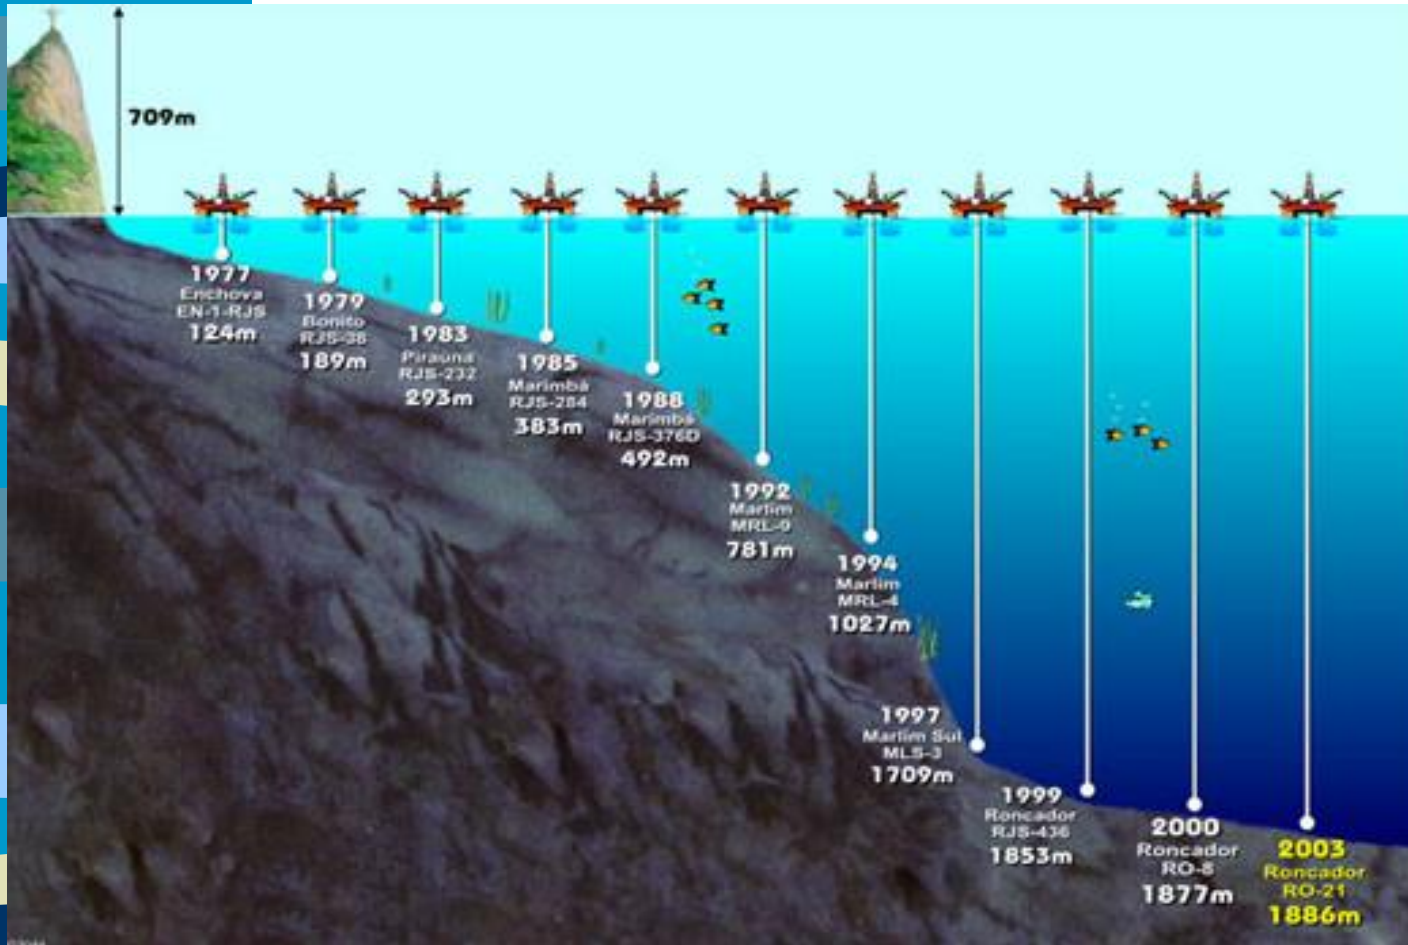 709m
1977
Enchova
EN-1-RJS
124m
1979
Bonito
RJS-38
189m
1983
Piraúna
RJS-232
293m
1985
Marimbá
RJS-284
383m
1988
Marimbá
RJS-376D
492m
1992
Marlim
MRL-9
781m
1994
Marlim
MRL-4
1027m
1997
Marlim Sul
MLS-3
1709m
1999
Roncador
RJS-436
1853m
2000
Roncador
RO-8
1877m
2003
Roncador
RO-21
1886m